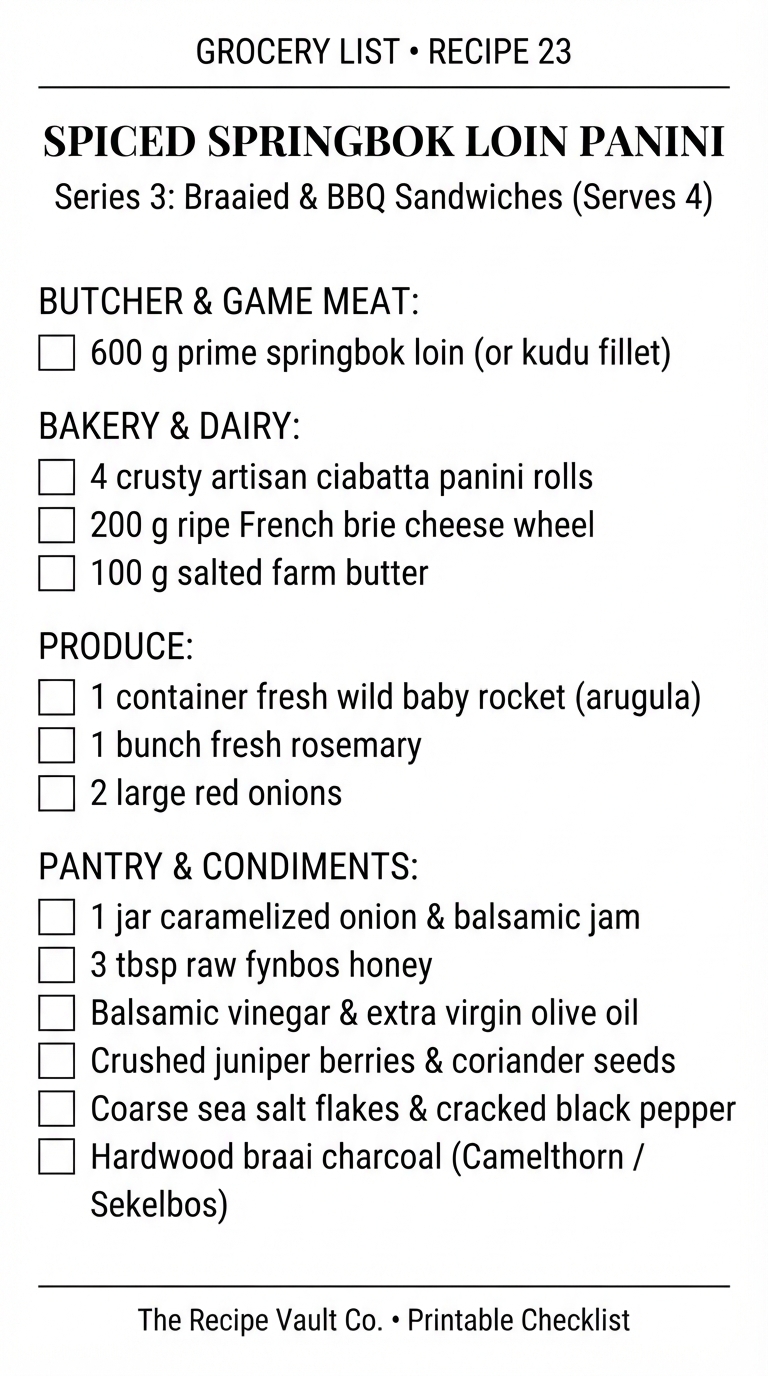 GROCERY LIST • RECIPE 23
SPICED SPRINGBOK LOIN PANINI
Series 3: Braaied & BBQ Sandwiches (Serves 4)
BUTCHER & GAME MEAT:
600 g prime springbok loin (or kudu fillet)
BAKERY & DAIRY:
4 crusty artisan ciabatta panini rolls
200 g ripe French brie cheese wheel
100 g salted farm butter
PRODUCE:
1 container fresh wild baby rocket (arugula)
1 bunch fresh rosemary
2 large red onions
PANTRY & CONDIMENTS:
1 jar caramelized onion & balsamic jam
3 tbsp raw fynbos honey
Balsamic vinegar & extra virgin olive oil
Crushed juniper berries & coriander seeds
Coarse sea salt flakes & cracked black pepper
Hardwood braai charcoal (Camelthorn /
Sekelbos)
The Recipe Vault Co. • Printable Checklist